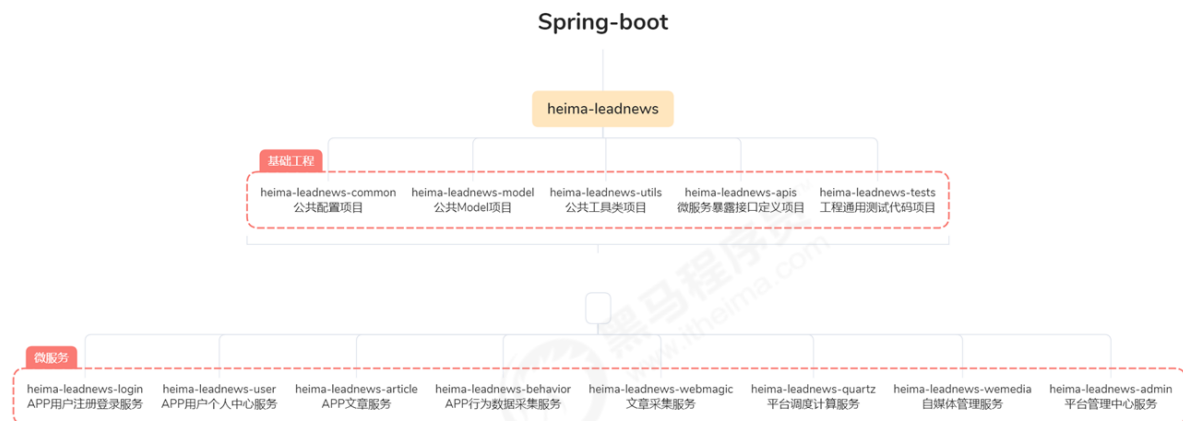 Spring-boot
heima-leadnews
基础工程
heima-leadnews-common
公共配置项目
heima-leadnews-model
公共Model项目
heima-leadnews-utils
公共工具类项目
heima-leadnews-apis
微服务暴露接口定义项目
heima-leadnews-tests
工程通用测试代码项目
黑马程序员
www.itheima.com
微服务
heima-leadnews-login
APP用户注册登录服务
heima-leadnews-user
APP用户个人中心服务
heima-leadnews-article
APP文章服务
heima-leadnews-behavior
APP行为数据采集服务
heima-leadnews-webmagic
文章采集服务
heima-leadnews-quartz
平台调度计算服务
heima-leadnews-wemedia
自媒体管理服务
heima-leadnews-admin
平台管理中心服务